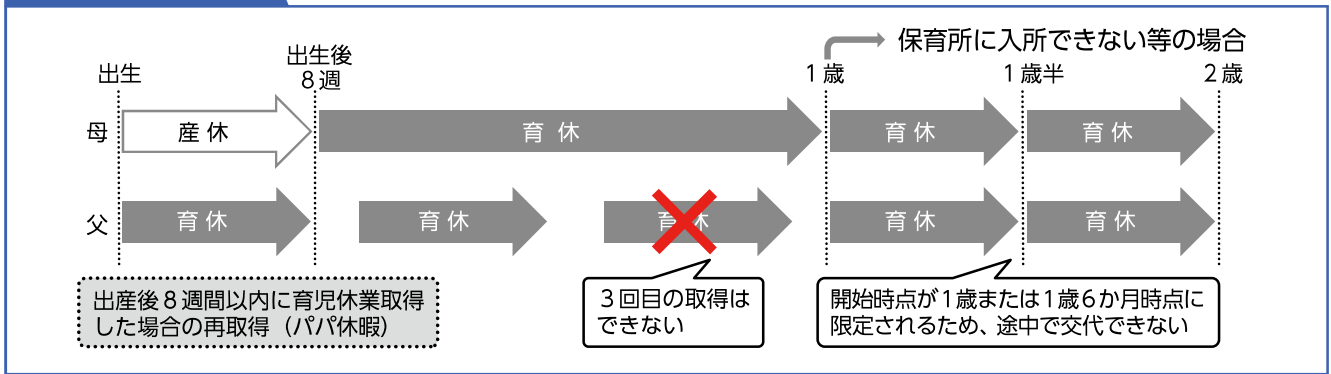 保育所に入所できない等の場合
出生
出生後
8週
1歳
1歳半
2歳
母
産休
育休
育休
育休
父
育休
育休
育休
育休
育休
出産後8週間以内に育児休業取得
した場合の再取得（パパ休暇）
3回目の取得は
できない
開始時点が1歳または1歳6か月時点に
限定されるため、途中で交代できない